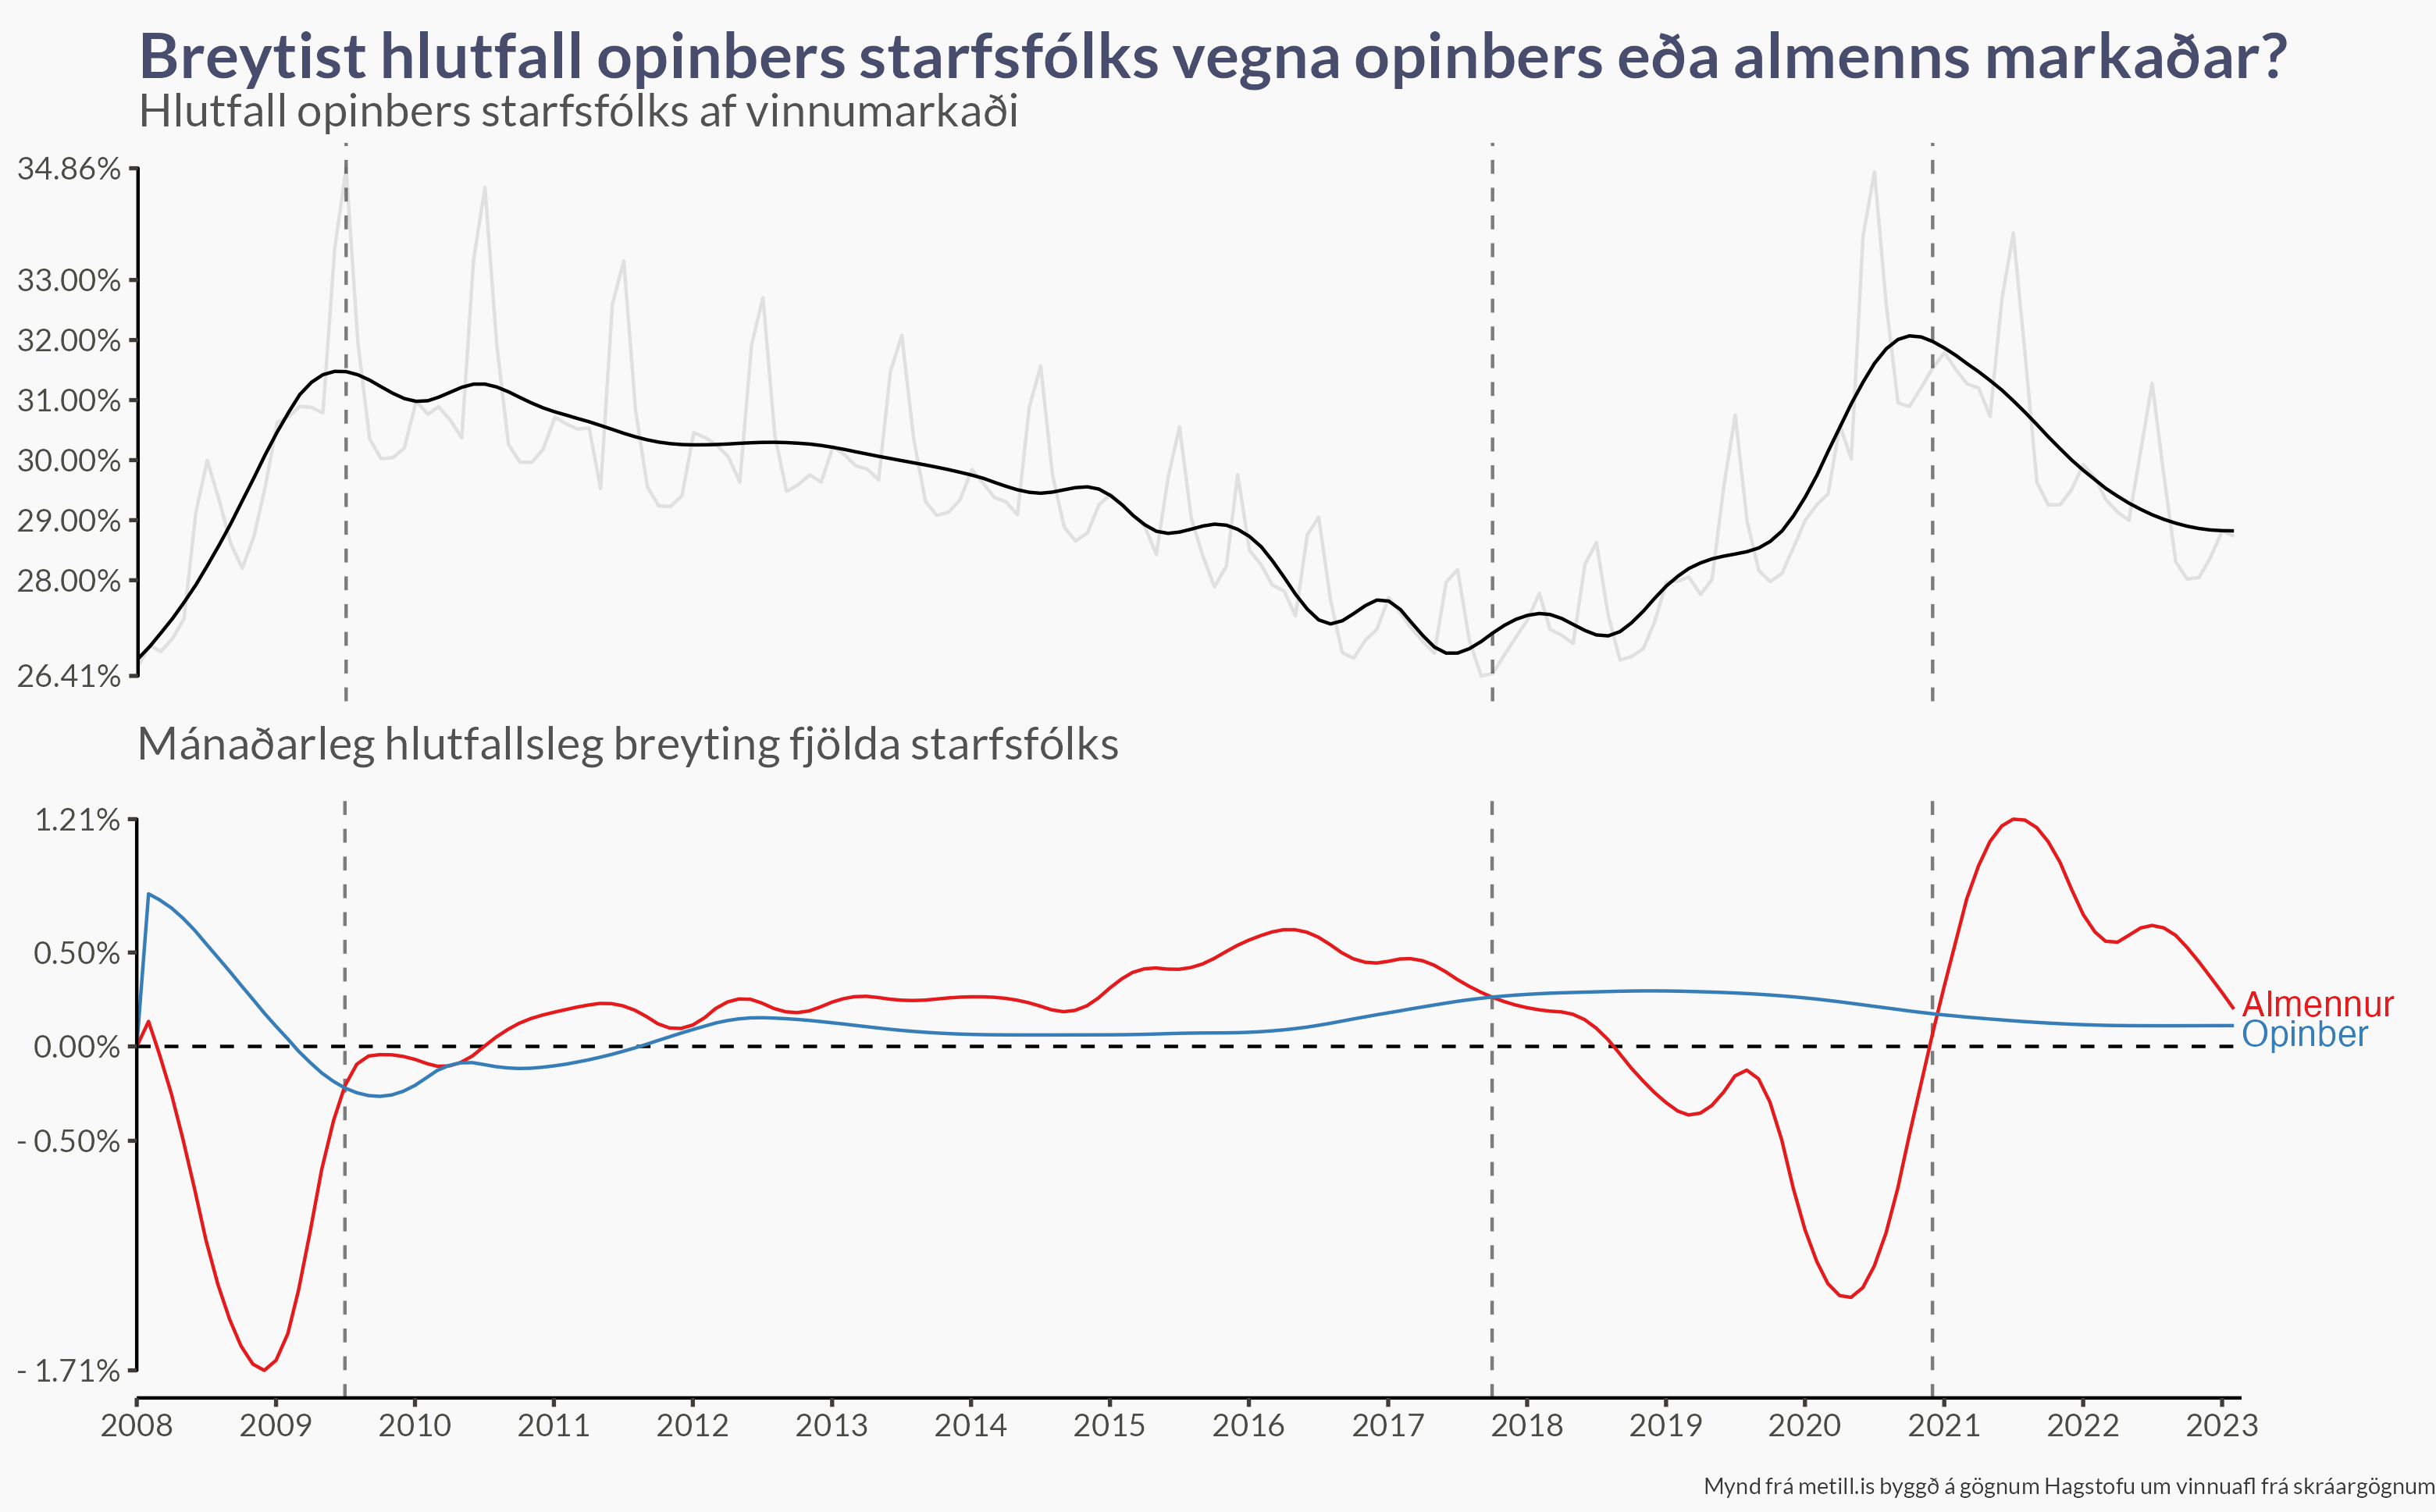 Breytist hlutfall opinbers starfsfólks vegna opinbers eða almenns markaðar?
Hlutfall opinbers starfsfólks af vinnumarkaði
34.86%
33.00%
32.00%
31.00%
30.00%
29.00%
28.00%
26.41%
Mánaðarleg hlutfallsleg breyting fjölda starfsfólks
1.21%
0.50%
0.00%
- 0.50%
- 1.71%
Almennur
Opinber
2008 2009 2010 2011 2012 2013 2014 2015 2016 2017 2018 2019 2020 2021 2022 2023
Mynd frá metill.is byggð á gögnum Hagstofu um vinnuafl frá skráargögnum